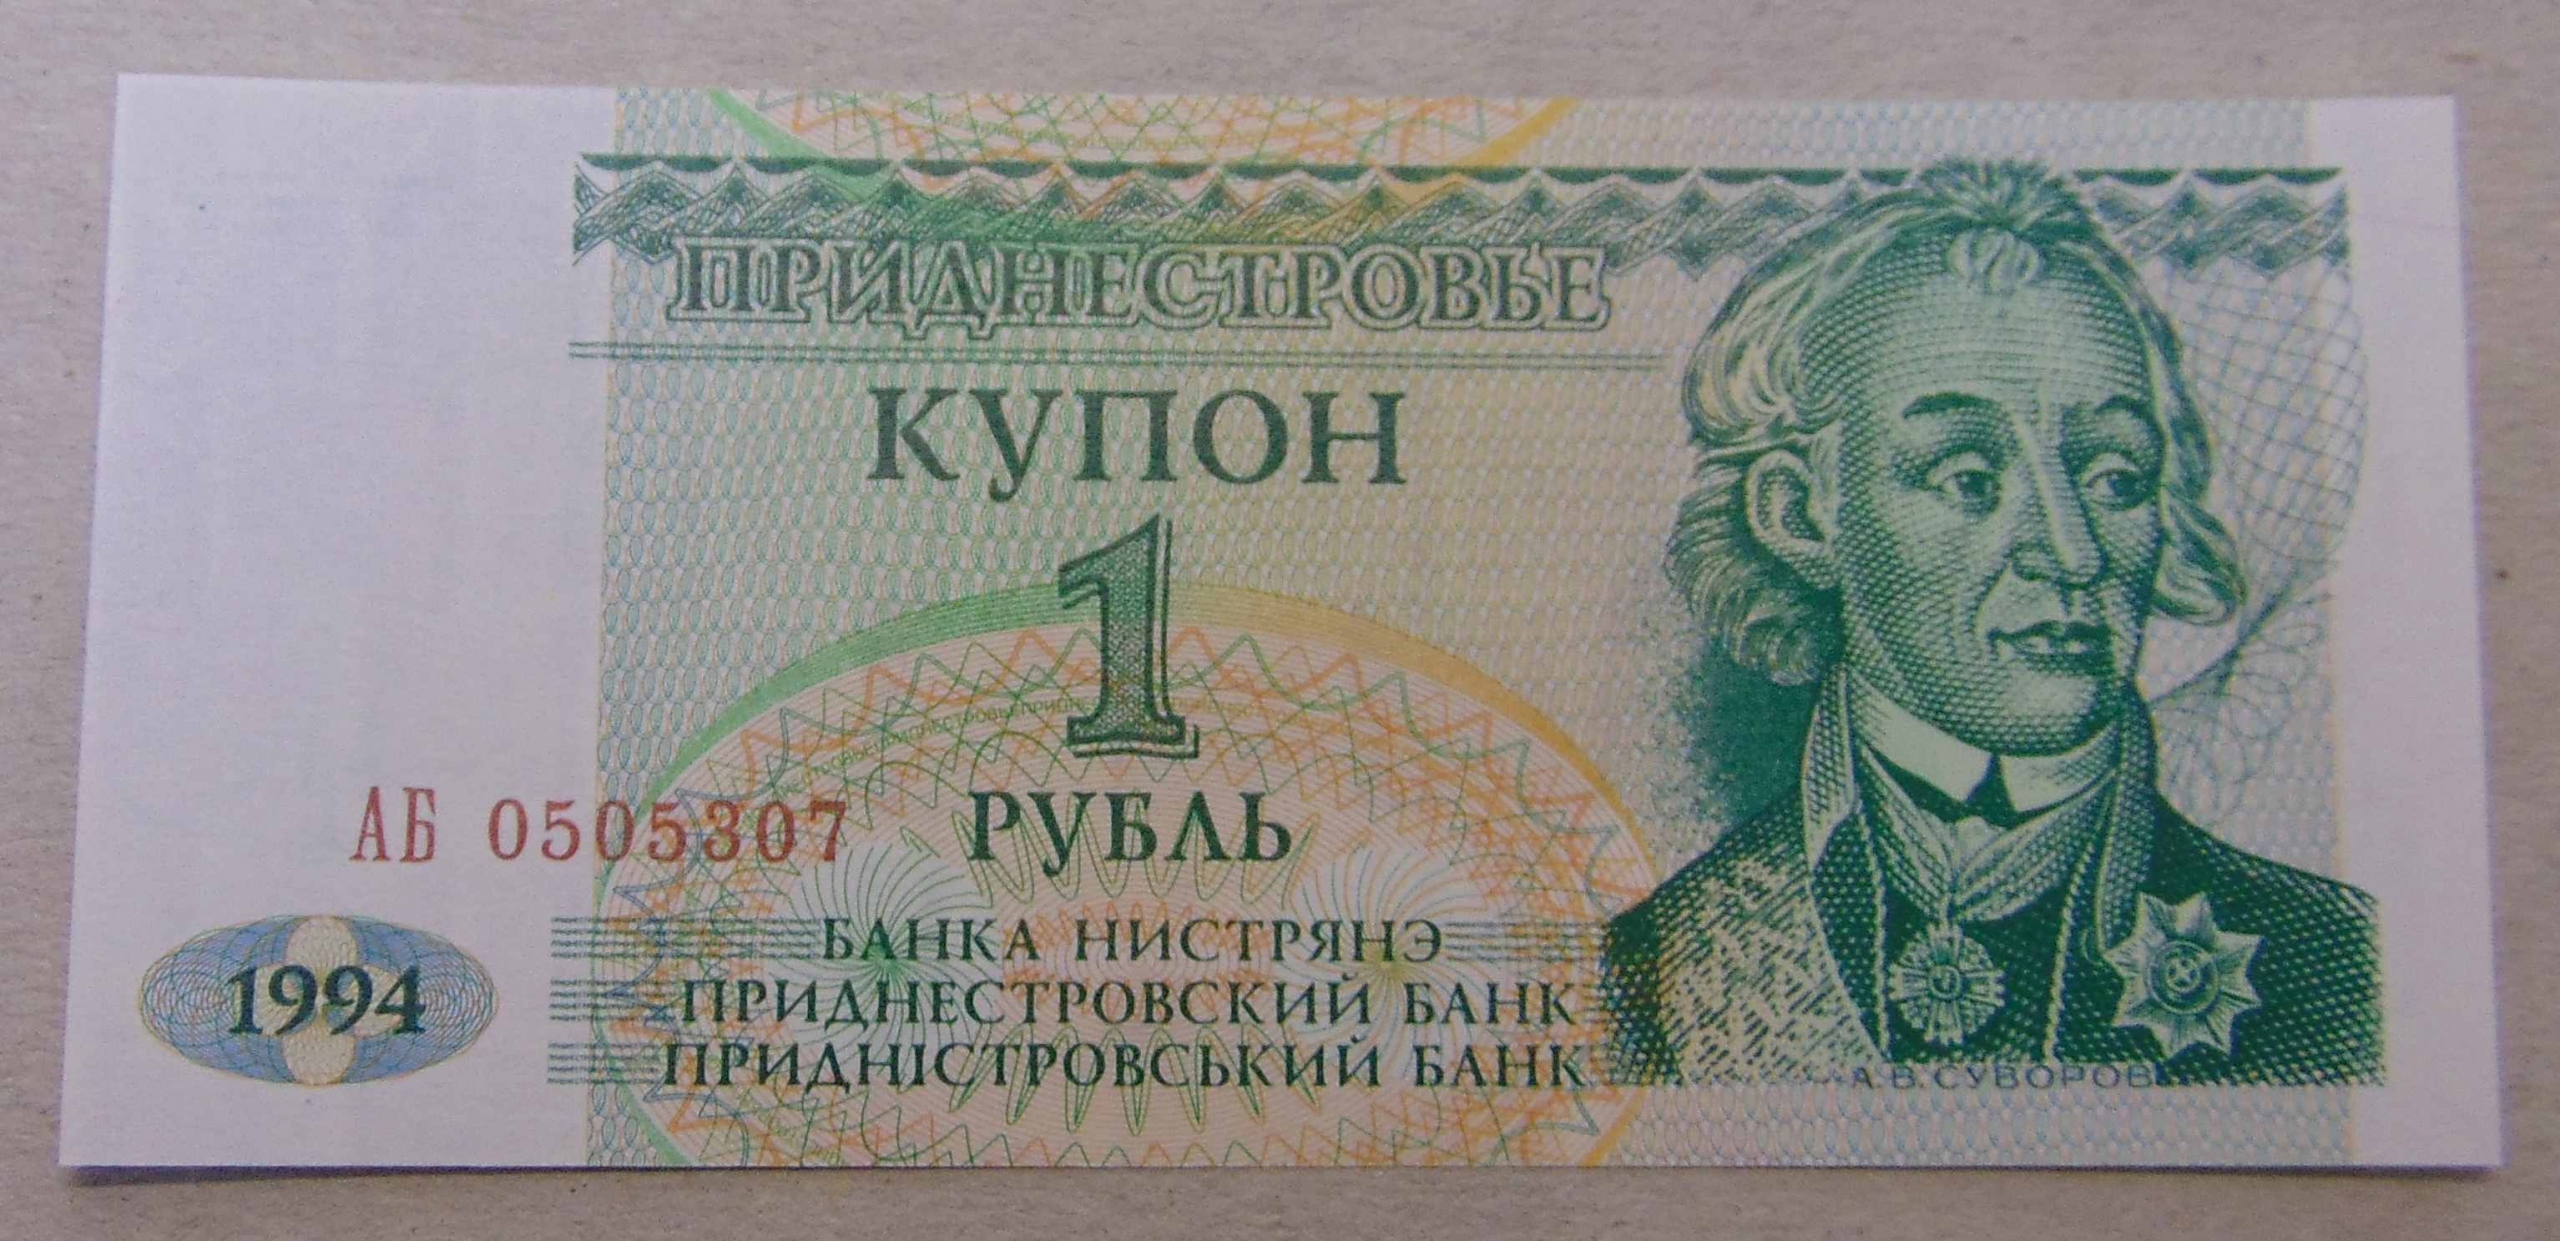 ПРИДНЕСТРОВЬЕ
КУПОН
1
РУБЛЬ
АБ 0505307
БАНКА НИСТРЯНЭ
ПРИДНЕСТРОВСКИЙ БАНК
ПРИДНІСТРОВСЬКИЙ БАНК
1994
А.В.СУВОРОВ